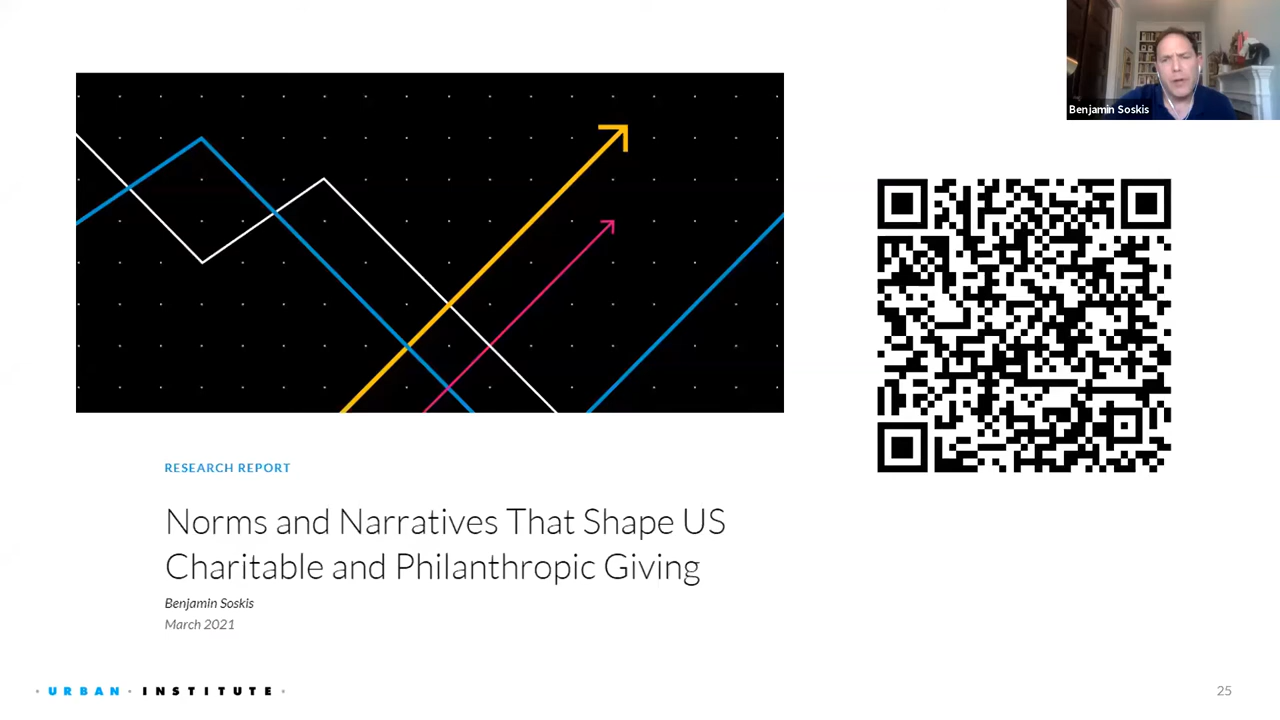 Benjamin Soskis
RESEARCH REPORT
Norms and Narratives That Shape US
Charitable and Philanthropic Giving
Benjamin Soskis
March 2021
· URBAN · INSTITUTE ·
25